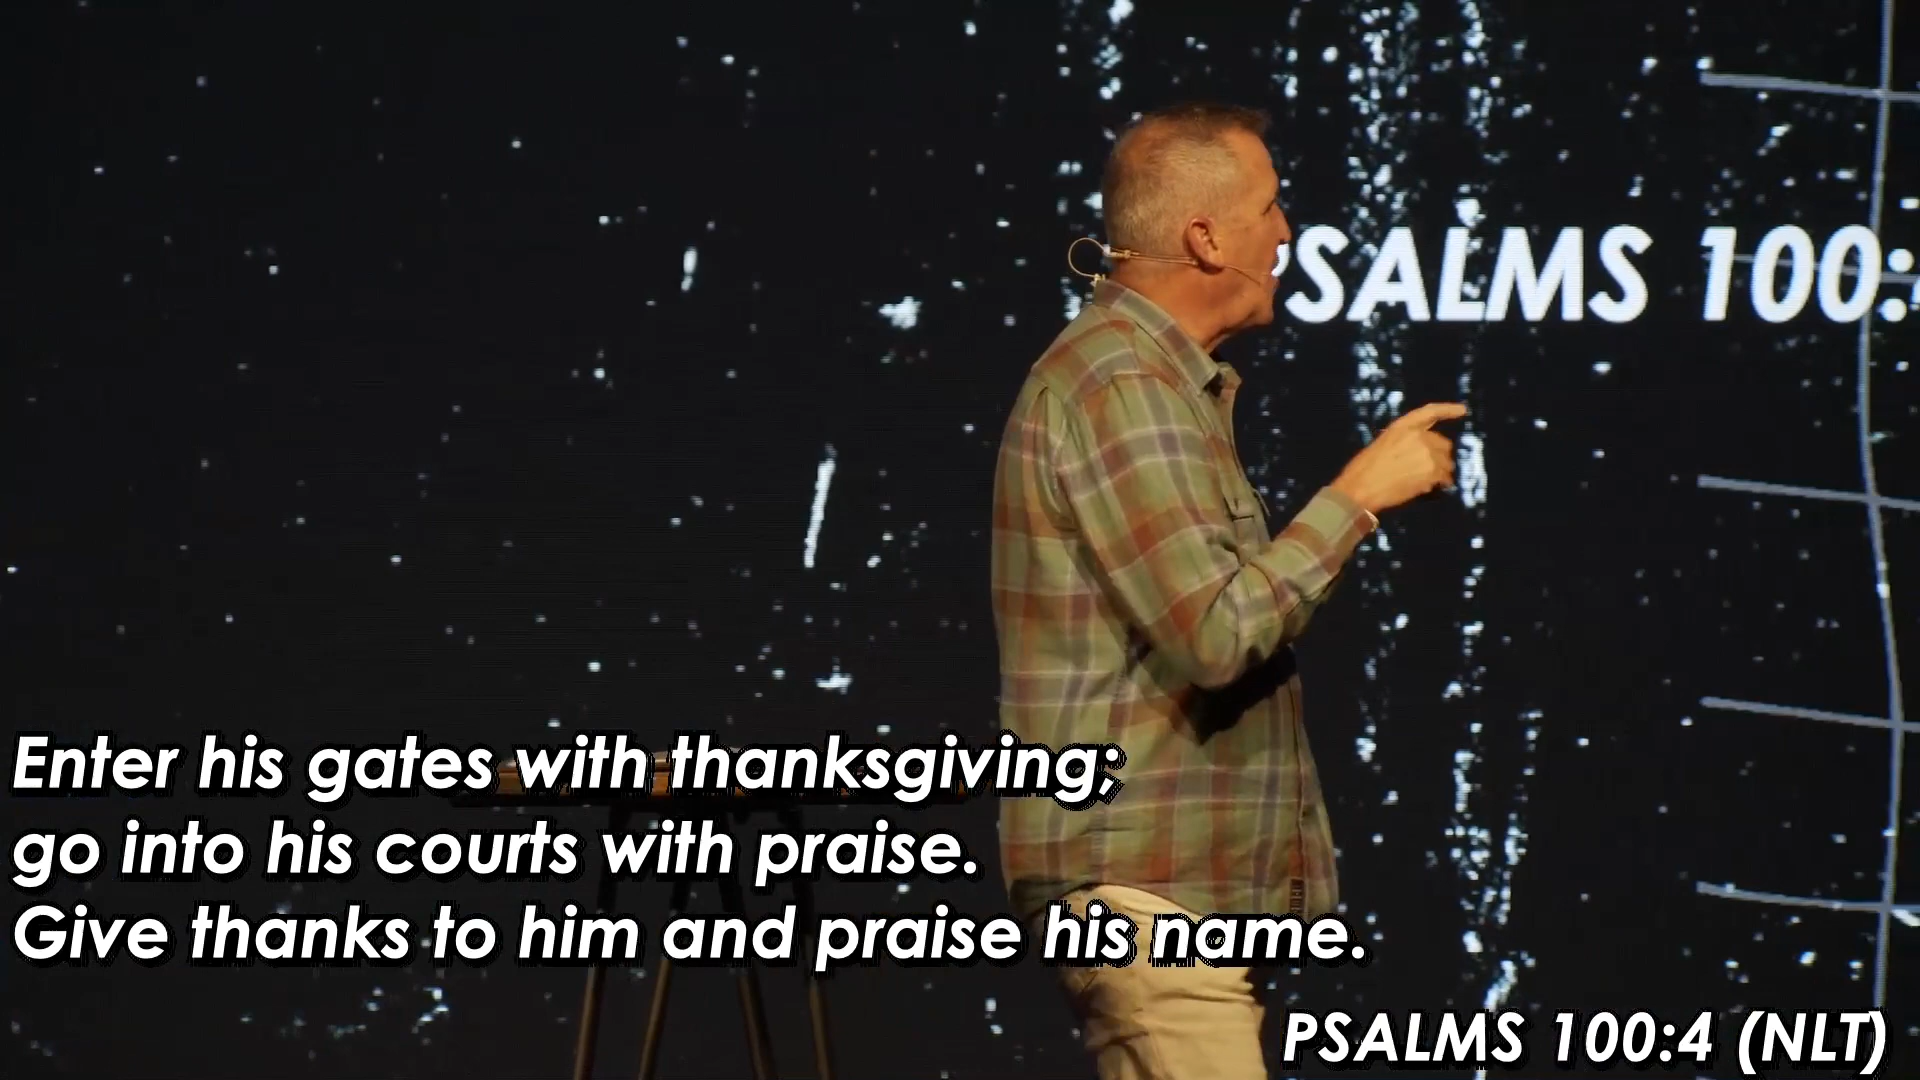 PSALMS 100:
Enter his gates with thanksgiving;
go into his courts with praise.
Give thanks to him and praise his name.
PSALMS 100:4 (NLT)